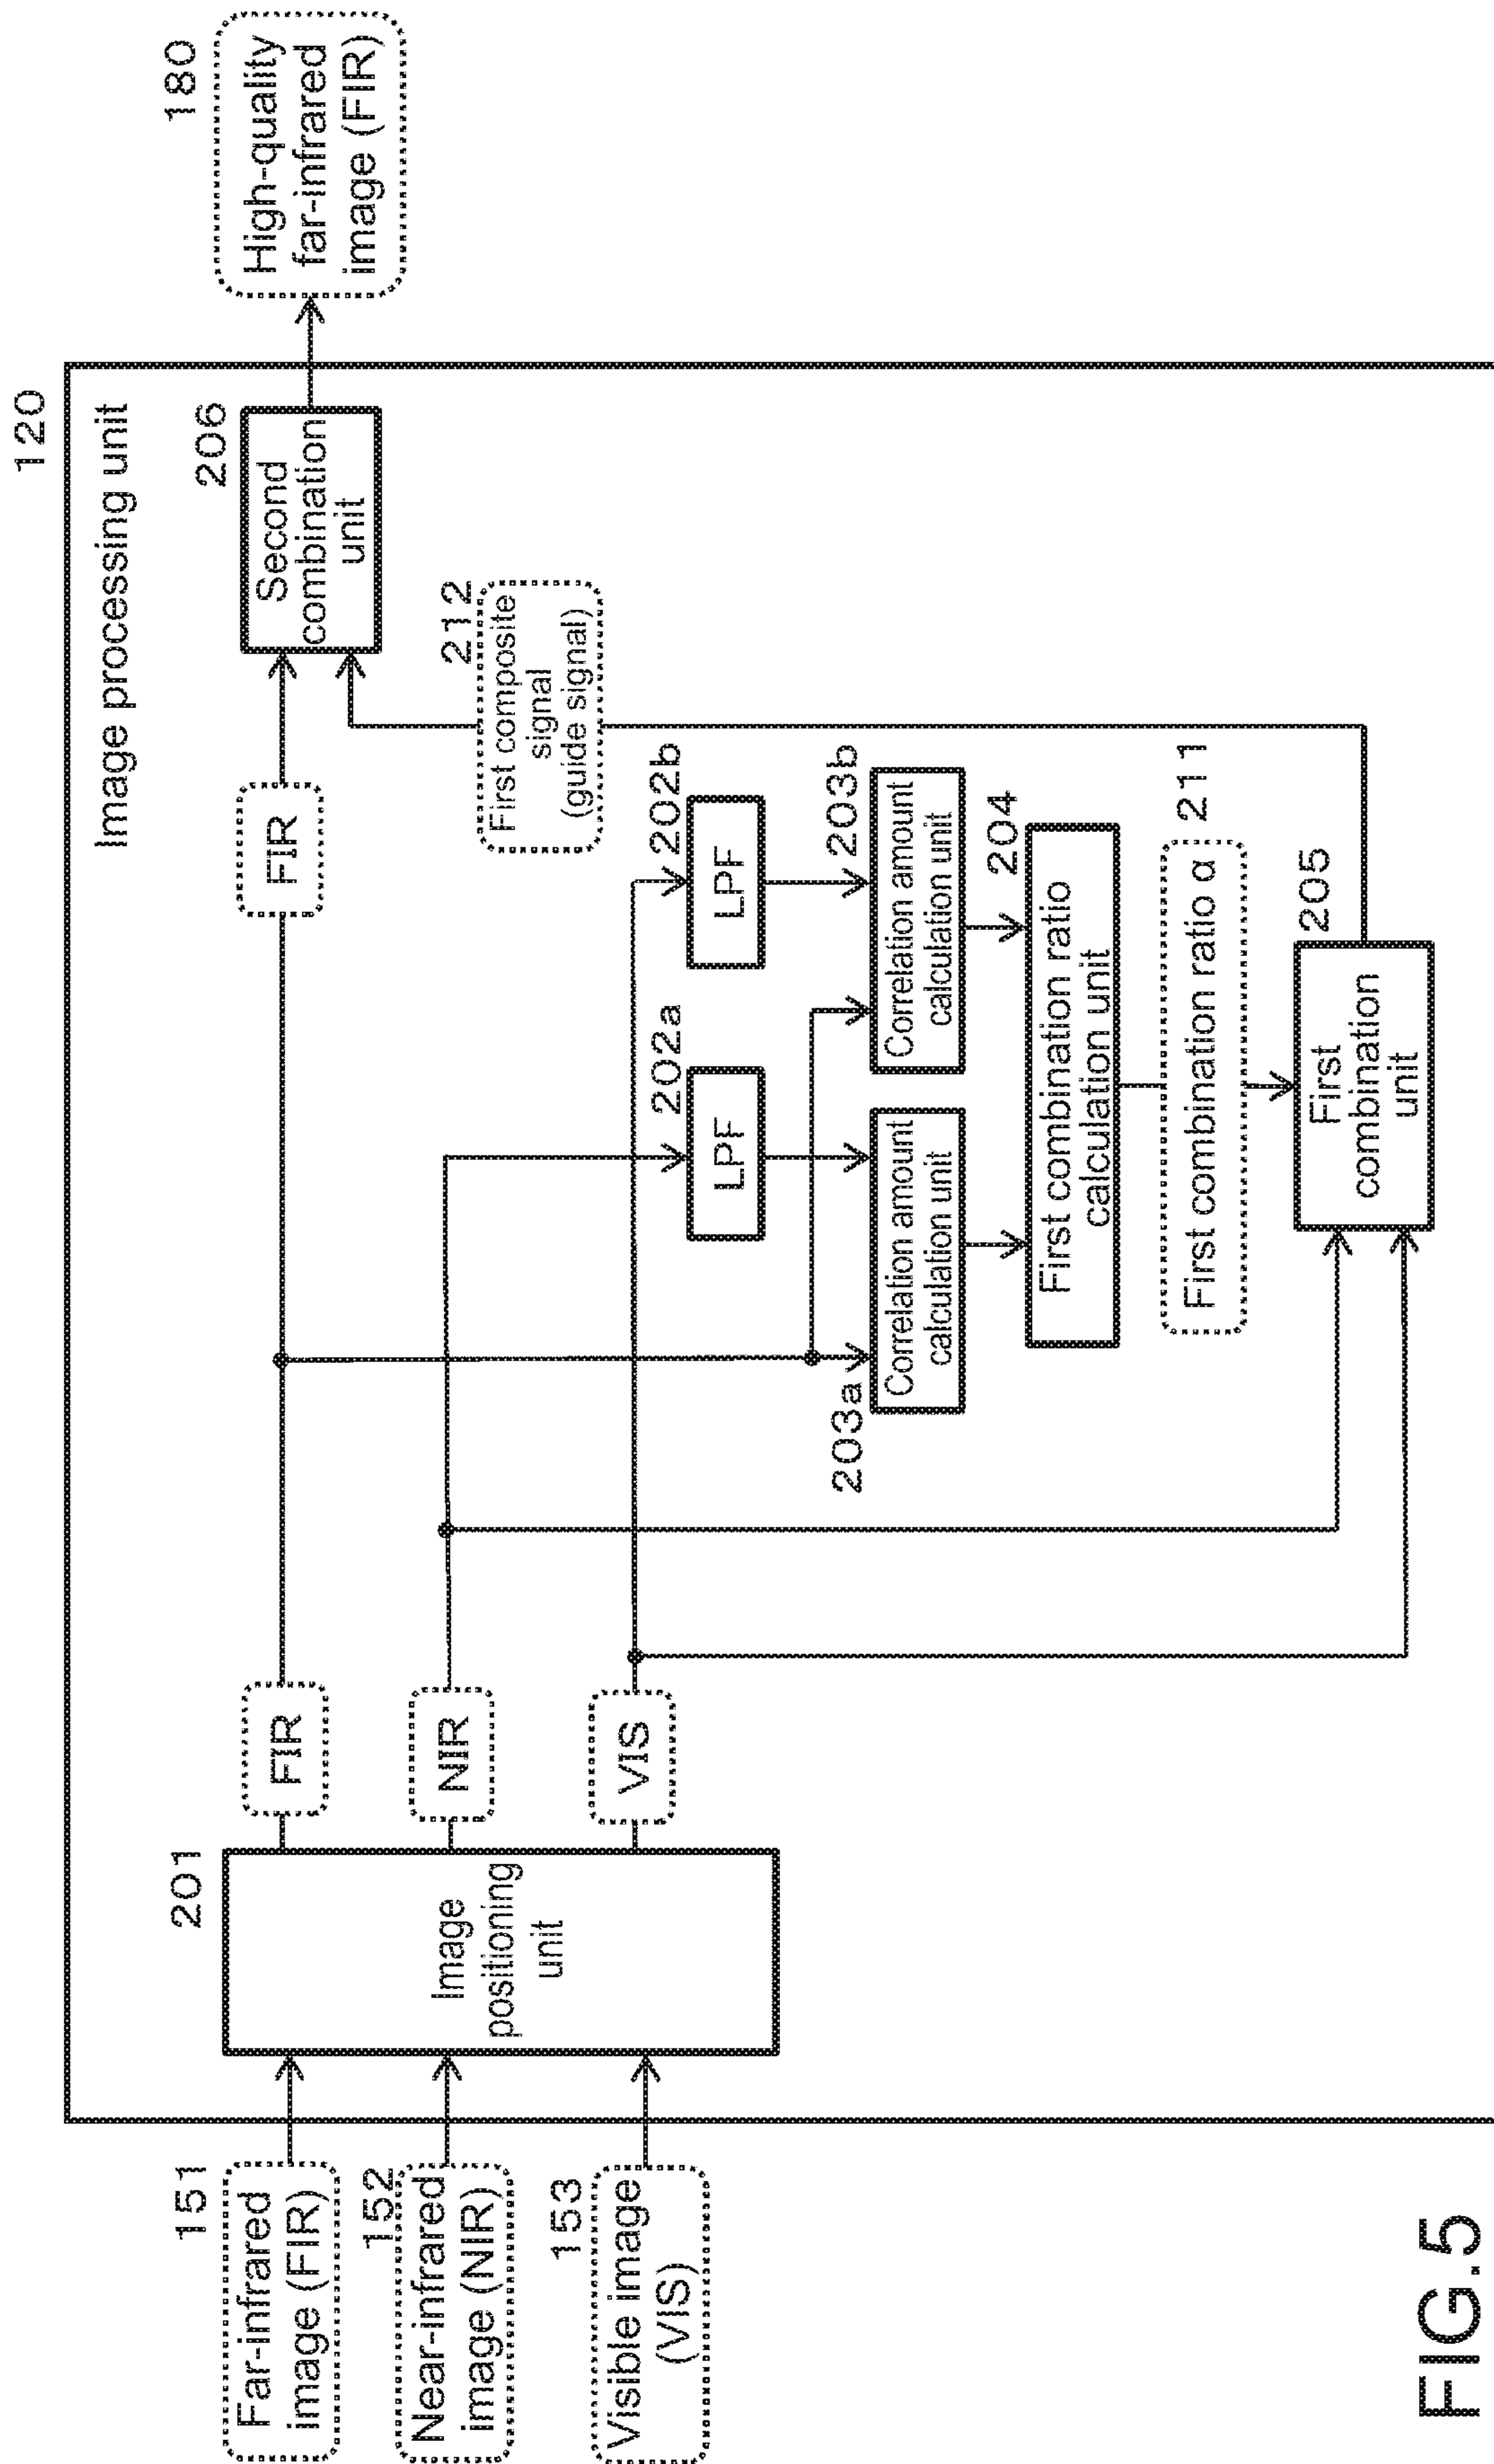 120
Image processing unit
151
Far-infrared
image (FIR)
152
Near-infrared
image (NIR)
153
Visible image
(VIS)
201
Image
positioning
unit
FIR
NIR
VIS
FIR
202a
LPF
202b
LPF
203a
Correlation amount
calculation unit
203b
Correlation amount
calculation unit
204
First combination ratio
calculation unit
First combination ratio α
211
205
First
combination
unit
212
First composite
signal
(guide signal)
206
Second
combination
unit
180
High-quality
far-infrared
image (FIR)
FIG.5